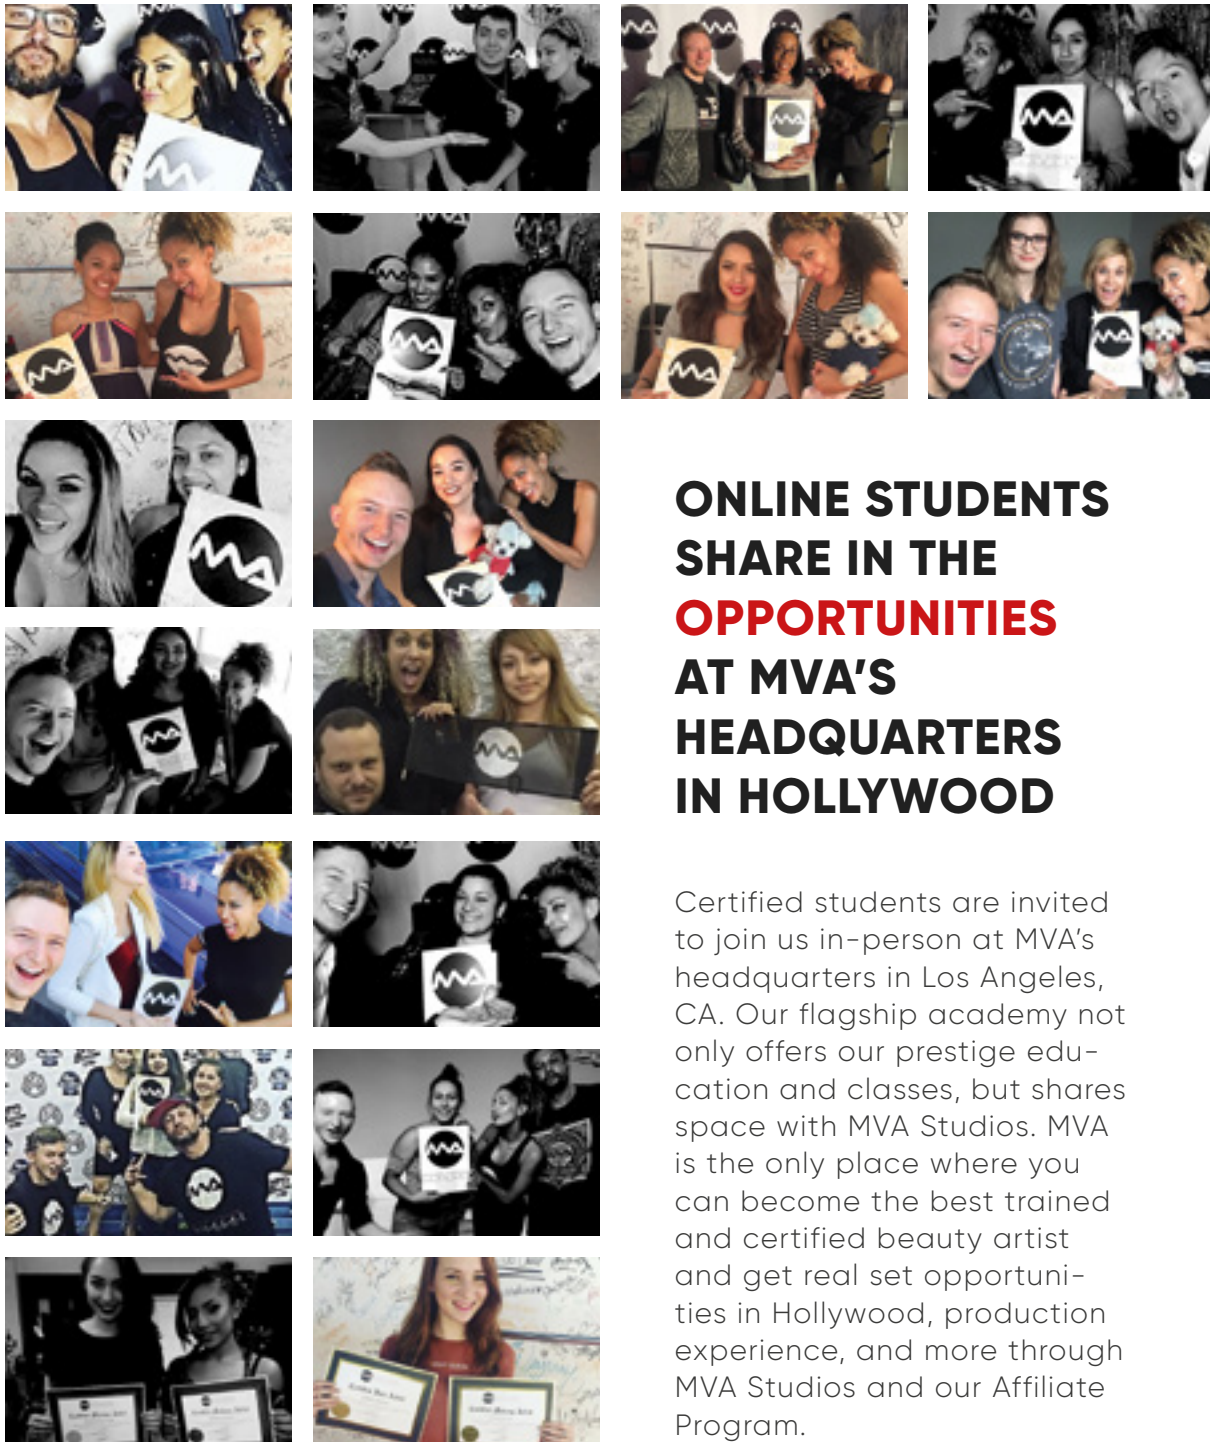 ONLINE STUDENTS
SHARE IN THE
OPPORTUNITIES
AT MVA’S
HEADQUARTERS
IN HOLLYWOOD
Certified students are invited
to join us in-person at MVA’s
headquarters in Los Angeles,
CA. Our flagship academy not
only offers our prestige edu-
cation and classes, but shares
space with MVA Studios. MVA
is the only place where you
can become the best trained
and certified beauty artist
and get real set opportuni-
ties in Hollywood, production
experience, and more through
MVA Studios and our Affiliate
Program.